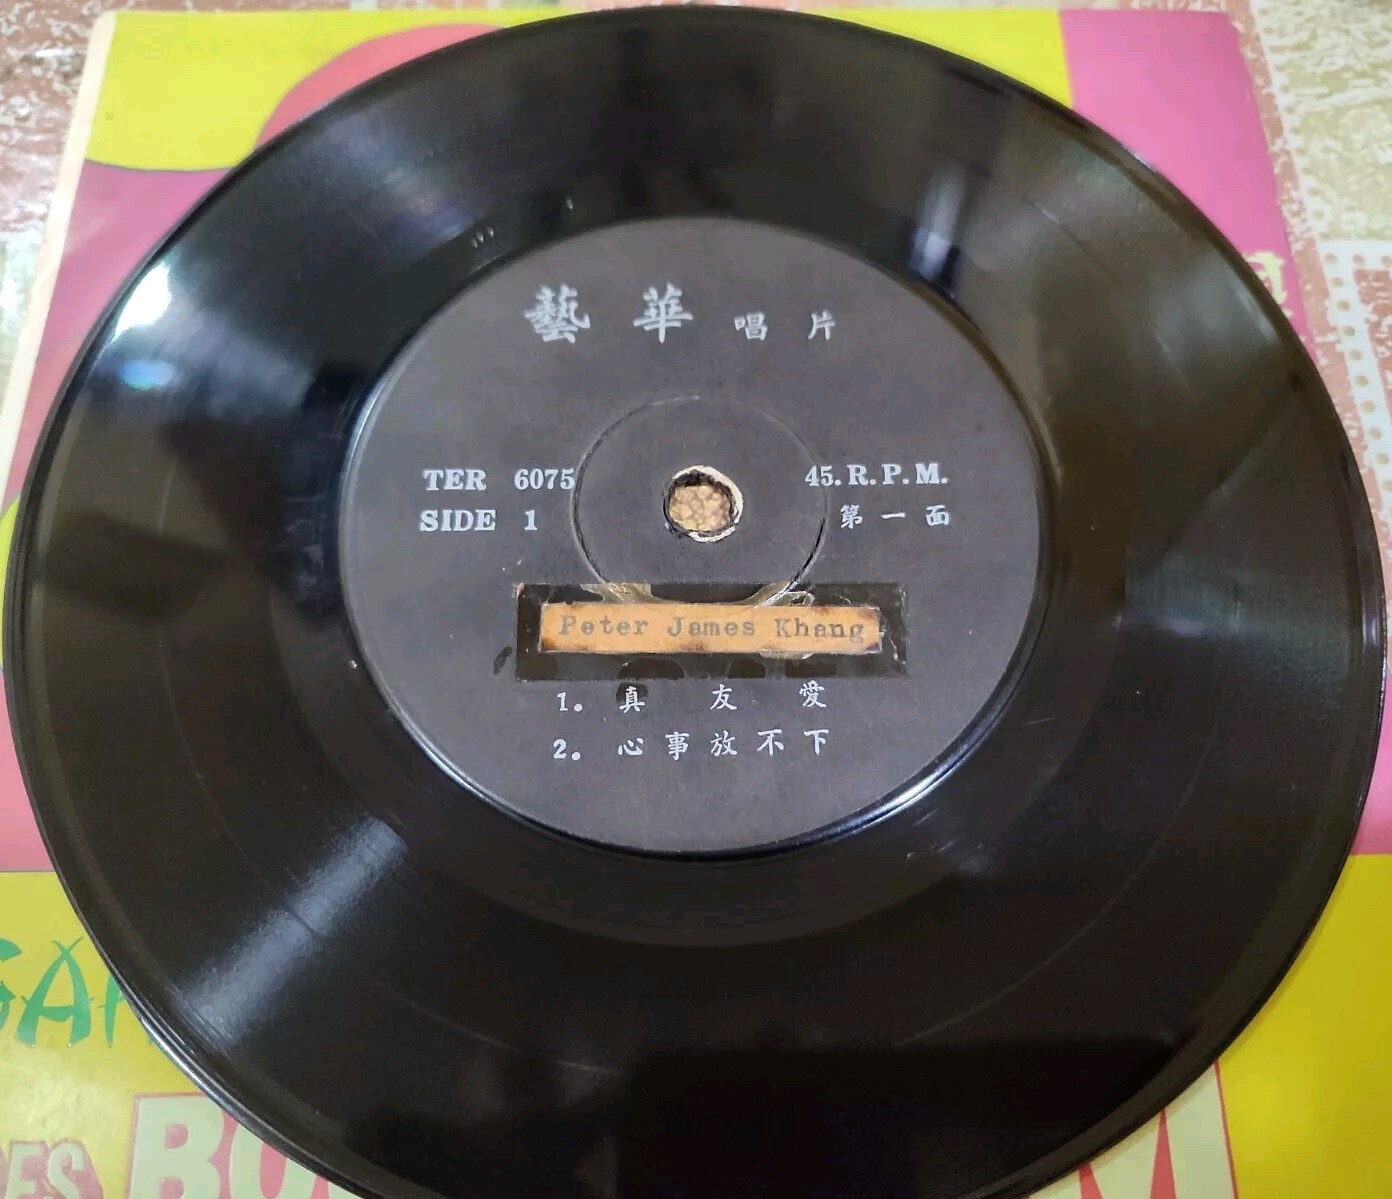 藝華唱片
TER 6075
45.R.P.M.
SIDE 1
第一面
Peter James Khang
1. 真友愛
2. 心事放不下